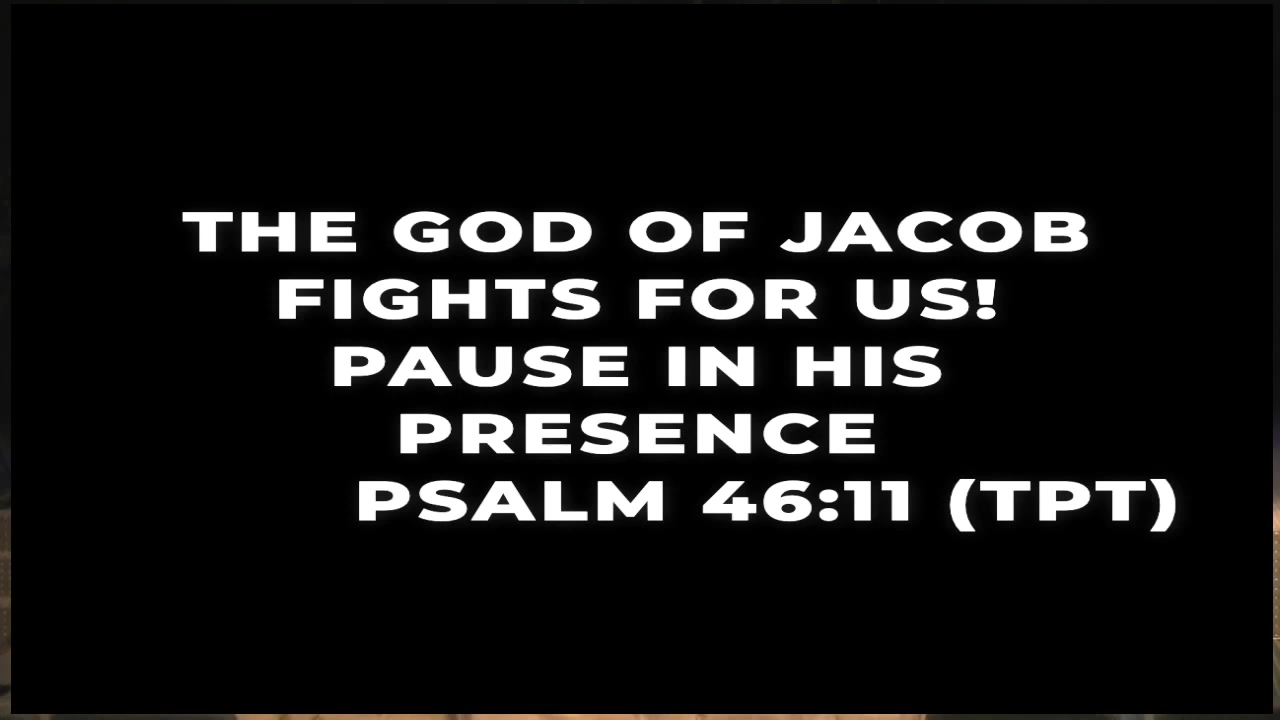 THE GOD OF JACOB
FIGHTS FOR US!
PAUSE IN HIS
PRESENCE
PSALM 46:11 (TPT)